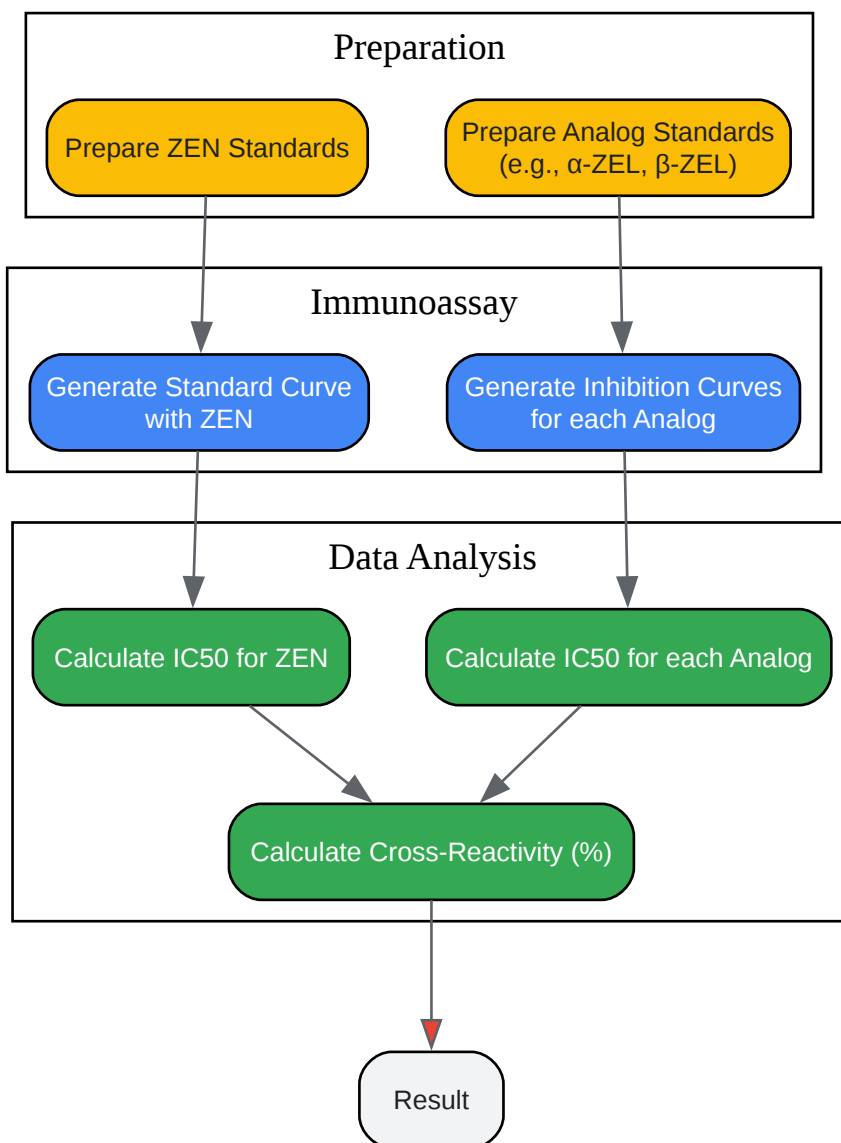 Preparation
Prepare ZEN Standards
Prepare Analog Standards
(e.g., α-ZEL, β-ZEL)
Immunoassay
Generate Standard Curve
with ZEN
Generate Inhibition Curves
for each Analog
Data Analysis
Calculate IC50 for ZEN
Calculate IC50 for each Analog
Calculate Cross-Reactivity (%)
Result